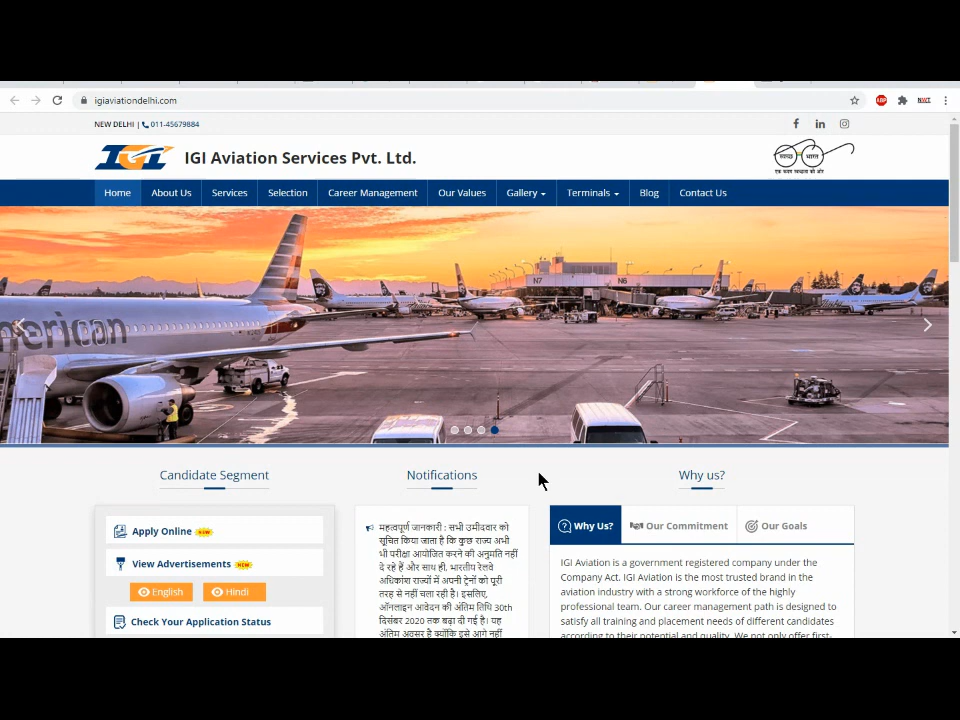 igiaviationdelhi.com
ABP
NEW DELHI | 011-45679884
IGI
IGI Aviation Services Pvt. Ltd.
स्वच्छ भारत
एक कदम स्वच्छता की ओर
Home About Us Services Selection Career Management Our Values Gallery Terminals Blog Contact Us
N7 N6
merican
Candidate Segment
Apply Online NEW
View Advertisements NEW
English Hindi
Check Your Application Status
Notifications
महत्वपूर्ण जानकारी : सभी उमीदवार को
सूचित किया जाता है कि कुछ राज्य अभी
भी परीक्षा आयोजित करने की अनुमति नहीं
दे रहे हैं और साथ ही, भारतीय रेलवे
अधिकांश राज्यों में अपनी ट्रेनों को पूरी
तरह से नहीं चला रही है। इसलिए,
ऑनलाइन आवेदन की अंतिम तिथि 30th
दिसंबर 2020 तक बढ़ा दी गई है। यह
अंतिम अवसर है क्योंकि इसे आगे नहीं
Why us?
Why Us? Our Commitment Our Goals
IGI Aviation is a government registered company under the
Company Act. IGI Aviation is the most trusted brand in the
aviation industry with a strong workforce of the highly
professional team. Our career management path is designed to
satisfy all training and placement needs of different candidates
according to their potential and quality. We not only offer first-